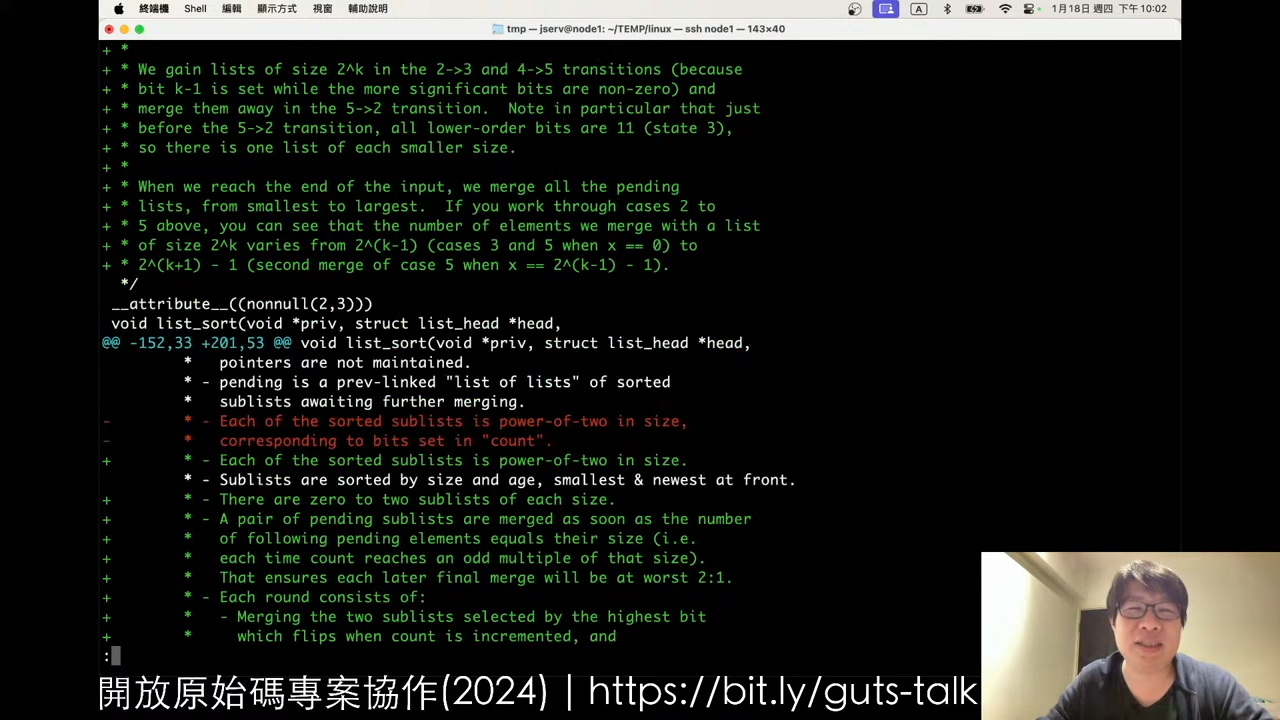 終端機 Shell 編輯 顯示方式 視窗 輔助說明 A 1月18日 週四 下午10:02
tmp — jserv@node1: ~/TEMP/linux — ssh node1 — 143×40
+ *
+ * We gain lists of size 2^k in the 2->3 and 4->5 transitions (because
+ * bit k-1 is set while the more significant bits are non-zero) and
+ * merge them away in the 5->2 transition.  Note in particular that just
+ * before the 5->2 transition, all lower-order bits are 11 (state 3),
+ * so there is one list of each smaller size.
+ *
+ * When we reach the end of the input, we merge all the pending
+ * lists, from smallest to largest.  If you work through cases 2 to
+ * 5 above, you can see that the number of elements we merge with a list
+ * of size 2^k varies from 2^(k-1) (cases 3 and 5 when x == 0) to
+ * 2^(k+1) - 1 (second merge of case 5 when x == 2^(k-1) - 1).
  */
 __attribute__((nonnull(2,3)))
 void list_sort(void *priv, struct list_head *head,
@@ -152,33 +201,53 @@ void list_sort(void *priv, struct list_head *head,
         *   pointers are not maintained.
         * - pending is a prev-linked "list of lists" of sorted
         *   sublists awaiting further merging.
-        * - Each of the sorted sublists is power-of-two in size,
-        *   corresponding to bits set in "count".
+        * - Each of the sorted sublists is power-of-two in size.
         * - Sublists are sorted by size and age, smallest & newest at front.
+        * - There are zero to two sublists of each size.
+        * - A pair of pending sublists are merged as soon as the number
+        *   of following pending elements equals their size (i.e.
+        *   each time count reaches an odd multiple of that size).
+        *   That ensures each later final merge will be at worst 2:1.
+        * - Each round consists of:
+        *   - Merging the two sublists selected by the highest bit
+        *     which flips when count is incremented, and
:
開放原始碼專案協作(2024) | https://bit.ly/guts-talk